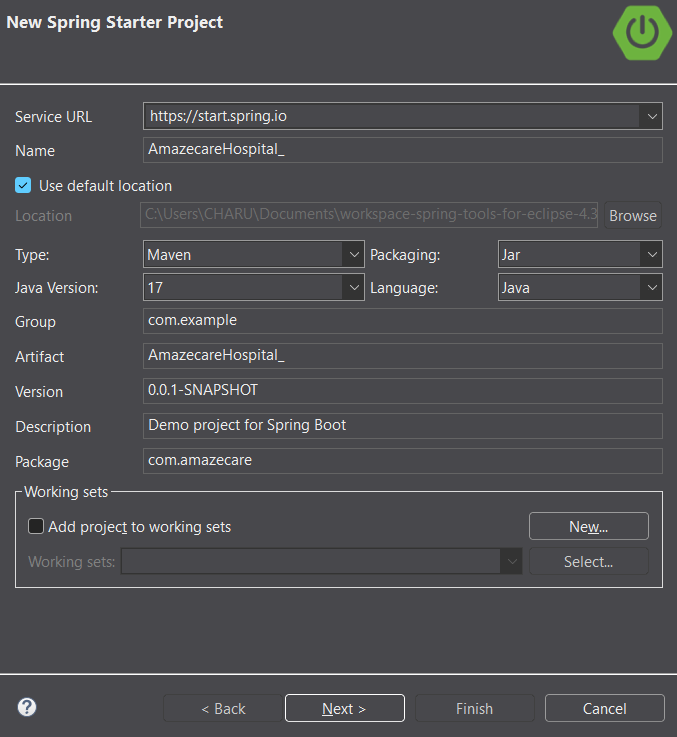 New Spring Starter Project
Service URL https://start.spring.io
Name AmazecareHospital_
Use default location
Location C:\Users\CHARU\Documents\workspace-spring-tools-for-eclipse-4.3 Browse
Type: Maven Packaging: Jar
Java Version: 17 Language: Java
Group com.example
Artifact AmazecareHospital_
Version 0.0.1-SNAPSHOT
Description Demo project for Spring Boot
Package com.amazecare
Working sets
Add project to working sets New...
Working sets: Select...
? < Back Next > Finish Cancel